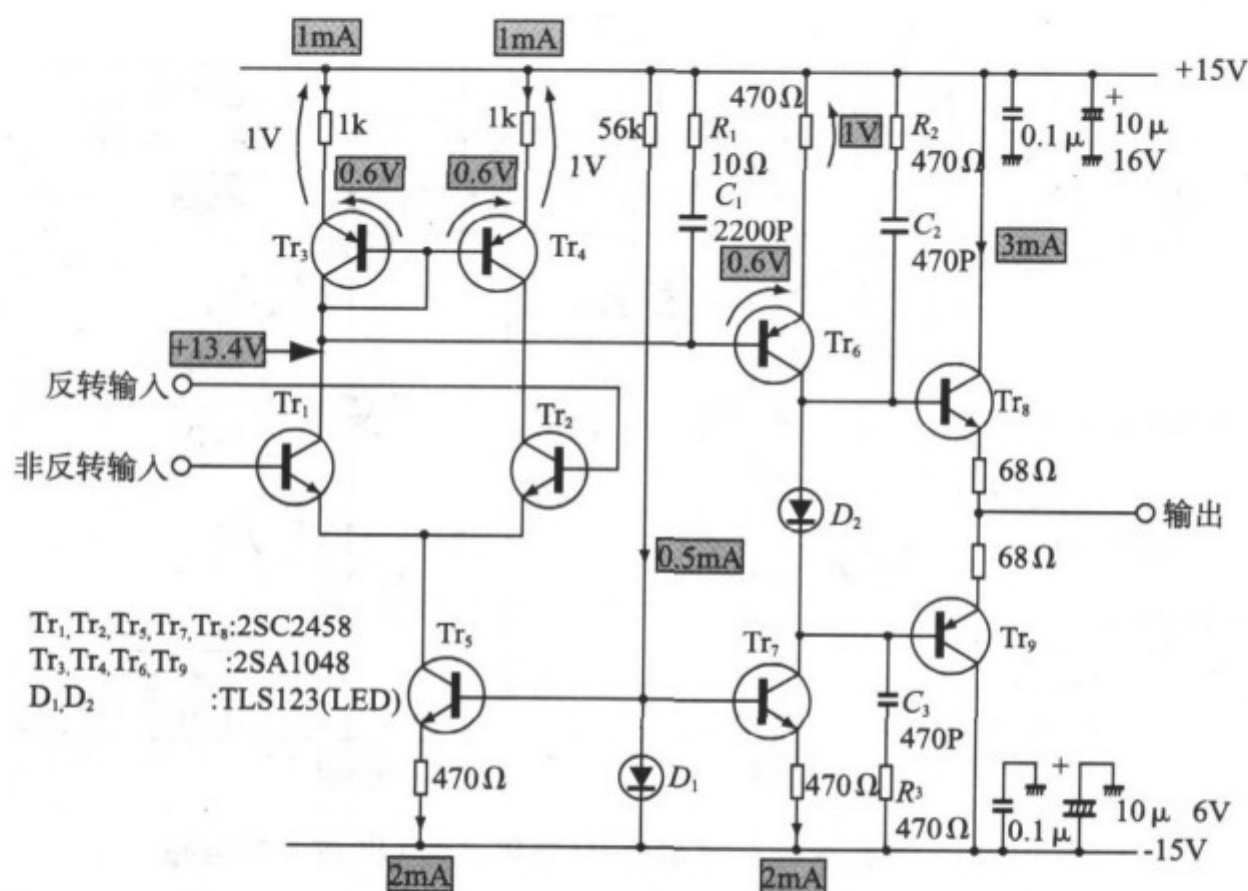 1mA
1mA
+15V
1V
1k
1k
1V
56k
R₁
10Ω
470Ω
1V
R₂
470Ω
0.1μ
+
10μ
16V
0.6V
0.6V
C₁
2200P
C₂
470P
3mA
Tr₃
Tr₄
0.6V
Tr₆
+13.4V
反转输入
Tr₁
Tr₂
Tr₈
非反转输入
68Ω
D₂
输出
0.5mA
68Ω
Tr₁,Tr₂,Tr₅,Tr₇,Tr₈:2SC2458
Tr₃,Tr₄,Tr₆,Tr₉ :2SA1048
D₁,D₂ :TLS123(LED)
Tr₅
Tr₇
Tr₉
C₃
470P
470Ω
D₁
470Ω
R³
470Ω
0.1μ
+
10μ 6V
-15V
2mA
2mA